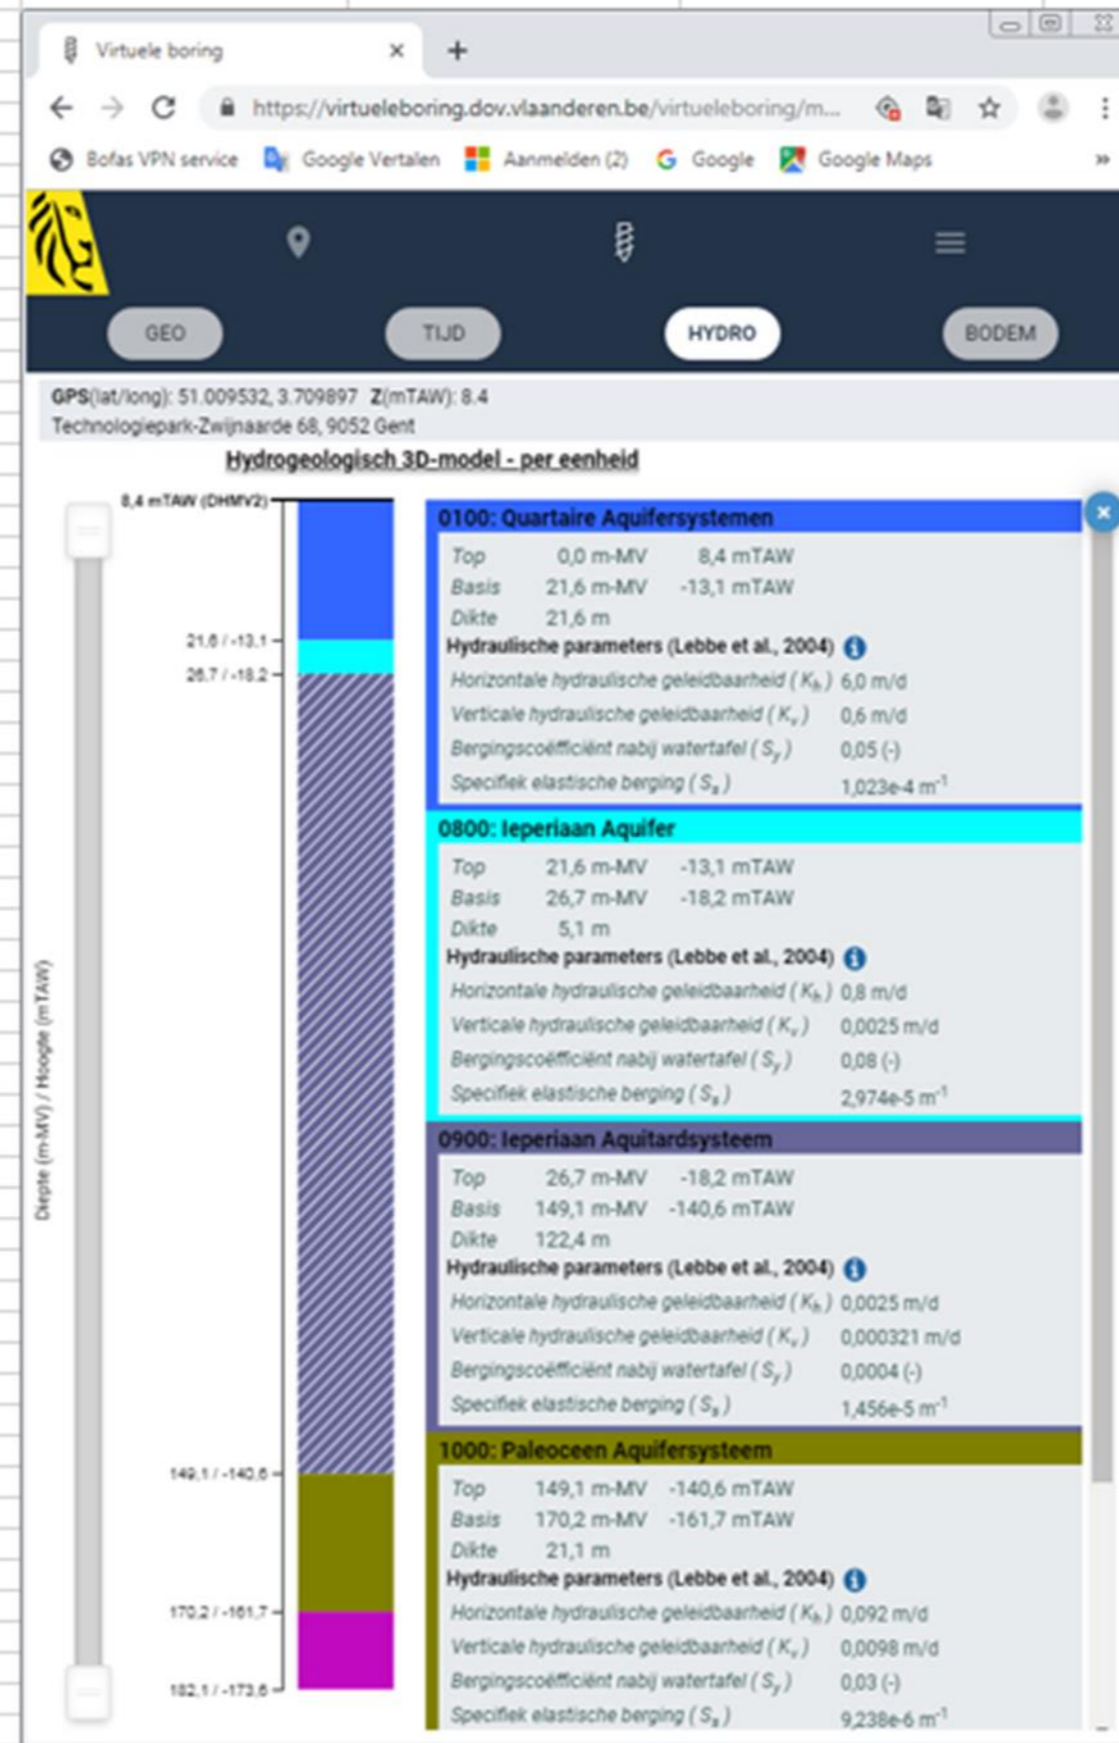 Virtuele boring
https://virtueleboring.dov.vlaanderen.be/virtueleboring/m...
Bofas VPN service Google Vertalen Aanmelden (2) Google Google Maps »
GEO TIJD HYDRO BODEM
GPS(lat/long): 51.009532, 3.709897 Z(mTAW): 8.4
Technologiepark-Zwijnaarde 68, 9052 Gent
Hydrogeologisch 3D-model - per eenheid
Diepte (m-MV) / Hoogte (mTAW)
8,4 mTAW (DHMV2)
21,6 / -13,1
26,7 / -18,2
149,1 / -140,6
170,2 / -161,7
182,1 / -173,6
0100: Quartaire Aquifersystemen
Top 0,0 m-MV 8,4 mTAW
Basis 21,6 m-MV -13,1 mTAW
Dikte 21,6 m
Hydraulische parameters (Lebbe et al., 2004)
Horizontale hydraulische geleidbaarheid ( Kh ) 6,0 m/d
Verticale hydraulische geleidbaarheid ( Kv ) 0,6 m/d
Bergingscoëfficiënt nabij watertafel ( Sy ) 0,05 (-)
Specifiek elastische berging ( Ss ) 1,023e-4 m-1
0800: Ieperiaan Aquifer
Top 21,6 m-MV -13,1 mTAW
Basis 26,7 m-MV -18,2 mTAW
Dikte 5,1 m
Hydraulische parameters (Lebbe et al., 2004)
Horizontale hydraulische geleidbaarheid ( Kh ) 0,8 m/d
Verticale hydraulische geleidbaarheid ( Kv ) 0,0025 m/d
Bergingscoëfficiënt nabij watertafel ( Sy ) 0,08 (-)
Specifiek elastische berging ( Ss ) 2,974e-5 m-1
0900: Ieperiaan Aquitardsysteem
Top 26,7 m-MV -18,2 mTAW
Basis 149,1 m-MV -140,6 mTAW
Dikte 122,4 m
Hydraulische parameters (Lebbe et al., 2004)
Horizontale hydraulische geleidbaarheid ( Kh ) 0,0025 m/d
Verticale hydraulische geleidbaarheid ( Kv ) 0,000321 m/d
Bergingscoëfficiënt nabij watertafel ( Sy ) 0,0004 (-)
Specifiek elastische berging ( Ss ) 1,456e-5 m-1
1000: Paleoceen Aquifersysteem
Top 149,1 m-MV -140,6 mTAW
Basis 170,2 m-MV -161,7 mTAW
Dikte 21,1 m
Hydraulische parameters (Lebbe et al., 2004)
Horizontale hydraulische geleidbaarheid ( Kh ) 0,092 m/d
Verticale hydraulische geleidbaarheid ( Kv ) 0,0098 m/d
Bergingscoëfficiënt nabij watertafel ( Sy ) 0,03 (-)
Specifiek elastische berging ( Ss ) 9,238e-6 m-1